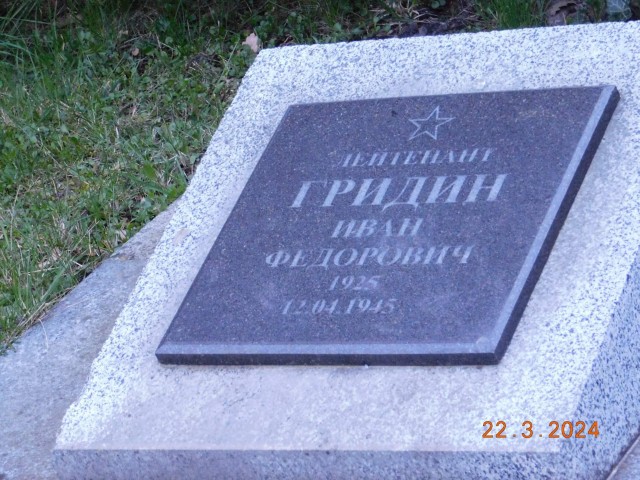 ЛЕЙТЕНАНТ
ГРИДИН
ИВАН
ФЕДОРОВИЧ
1925
12.04.1945
22.3.2024